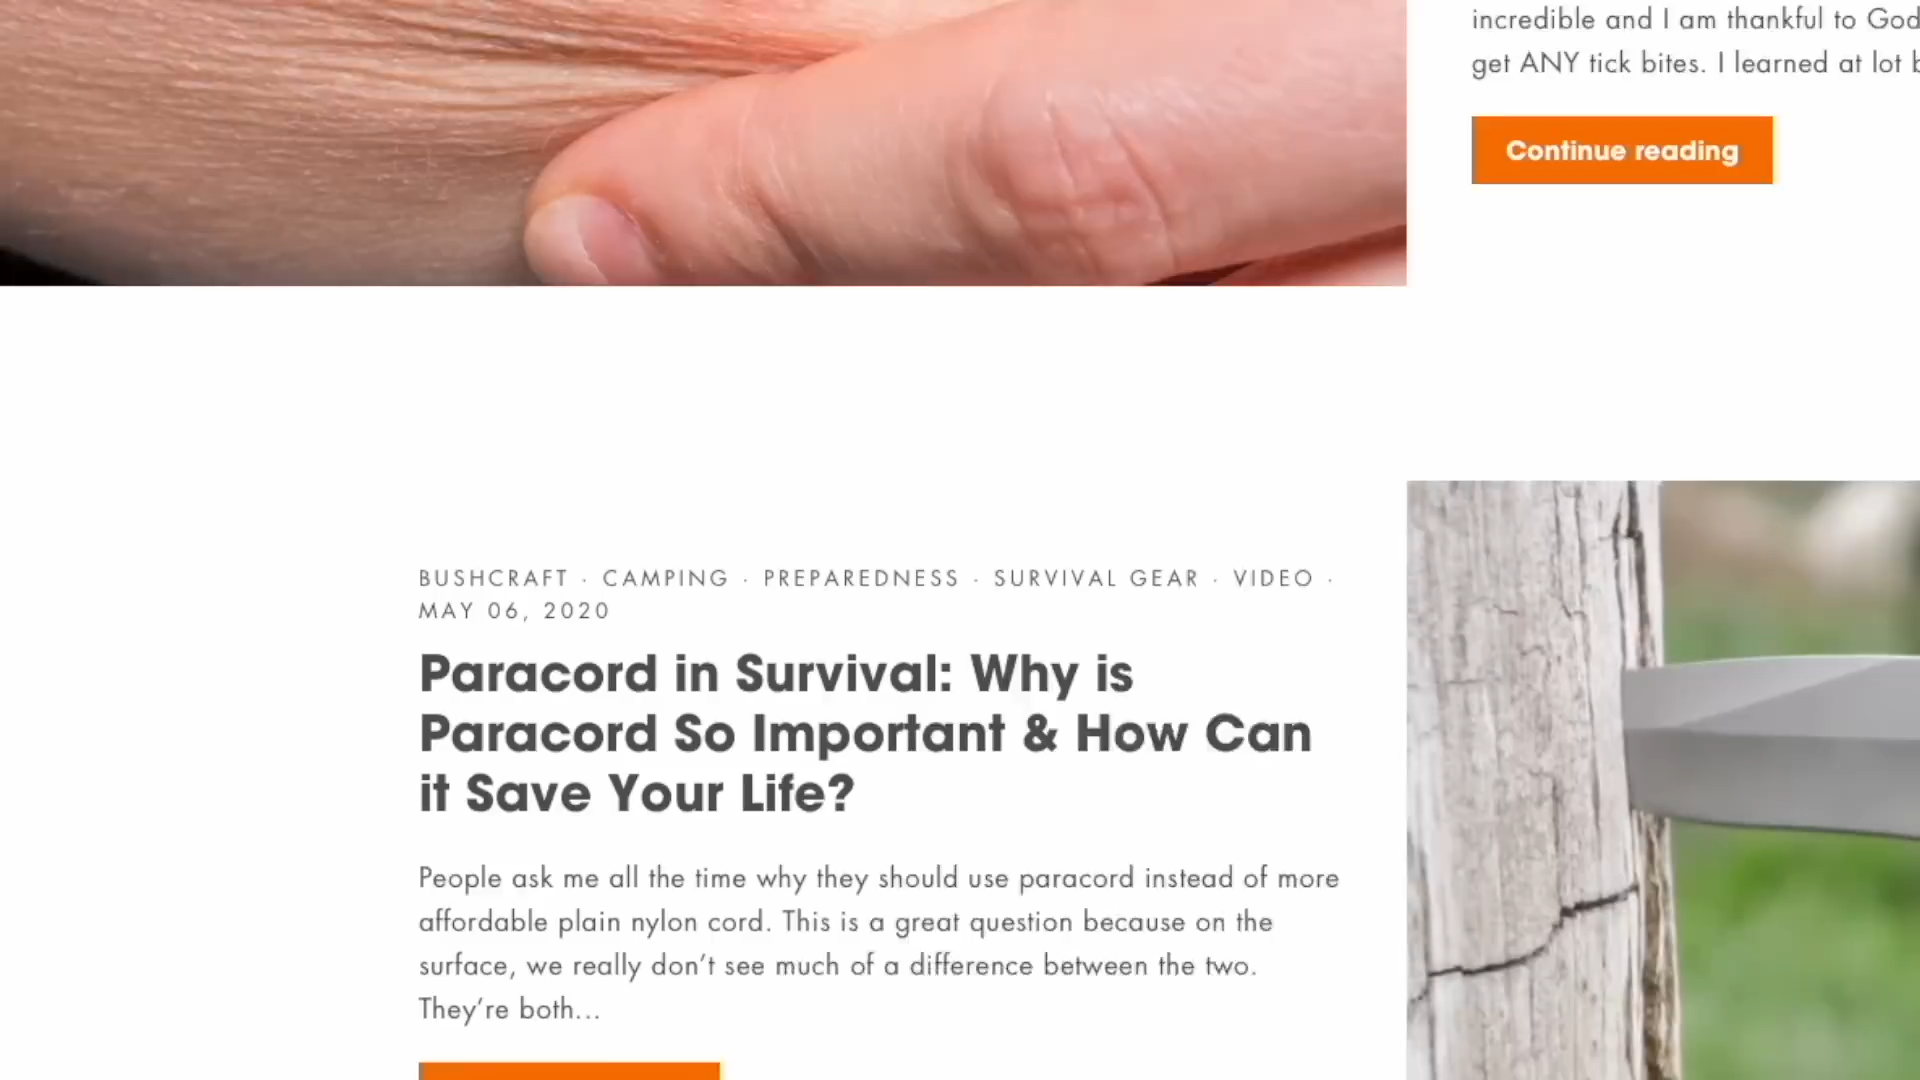 incredible and I am thankful to God
get ANY tick bites. I learned at lot
Continue reading
BUSHCRAFT · CAMPING · PREPAREDNESS · SURVIVAL GEAR · VIDEO ·
MAY 06, 2020
Paracord in Survival: Why is
Paracord So Important & How Can
it Save Your Life?
People ask me all the time why they should use paracord instead of more
affordable plain nylon cord. This is a great question because on the
surface, we really don’t see much of a difference between the two.
They’re both...